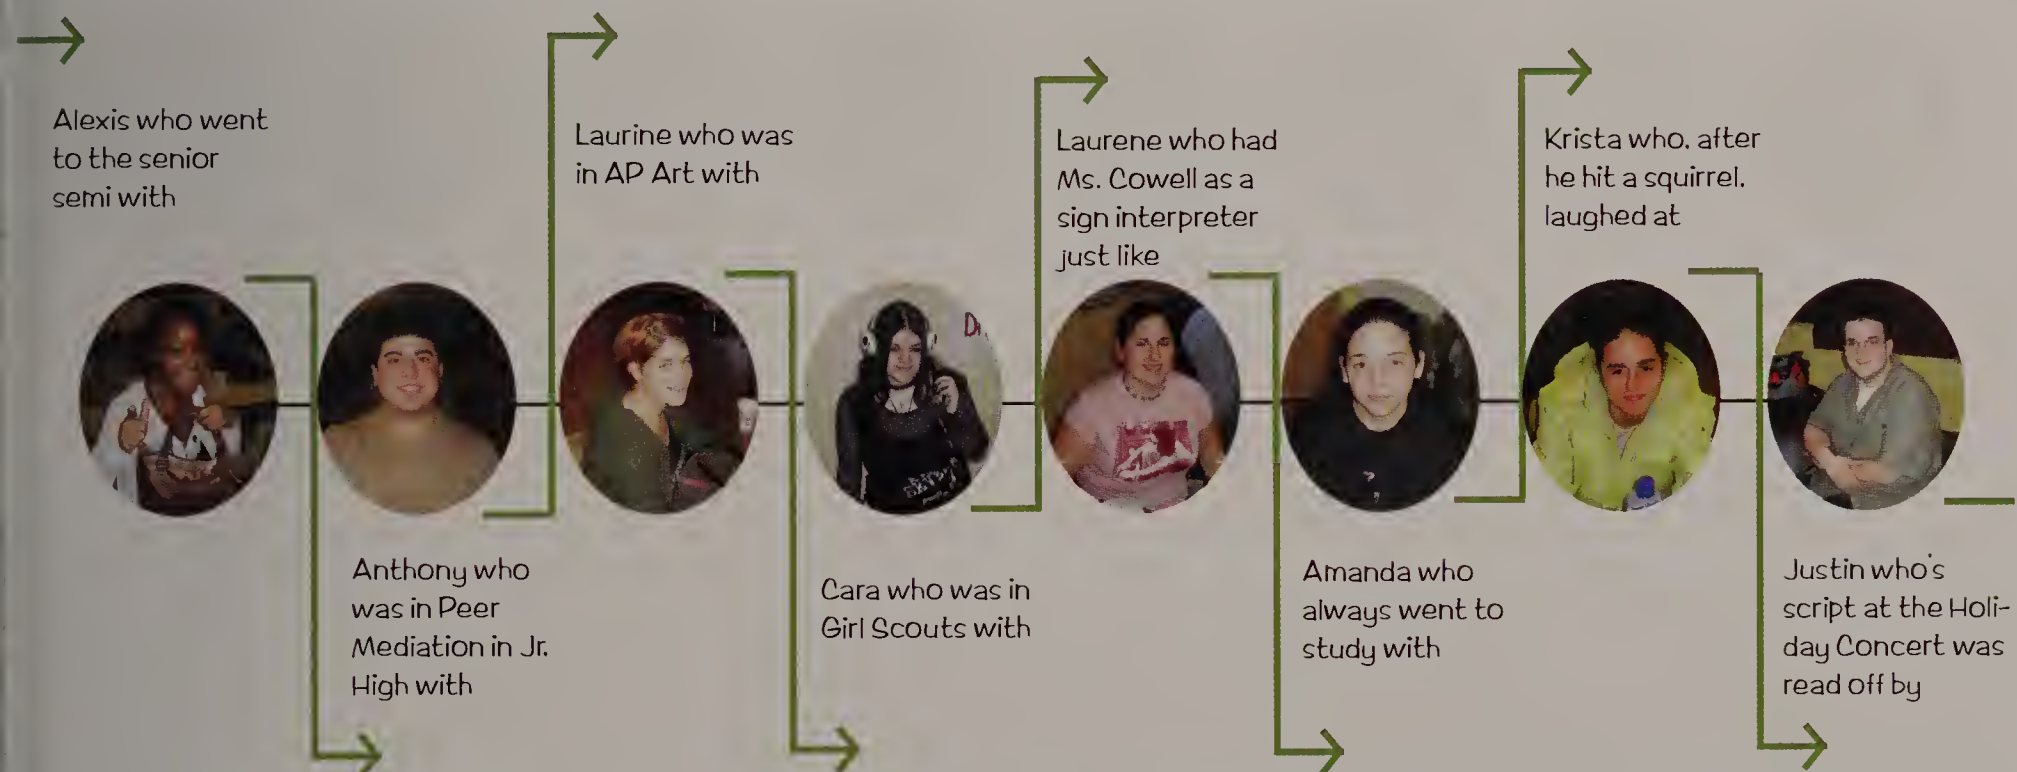 Alexis who went
to the senior
semi with
Anthony who
was in Peer
Mediation in Jr.
High with
Laurine who was
in AP Art with
Cara who was in
Girl Scouts with
Laurene who had
Ms. Cowell as a
sign interpreter
just like
Amanda who
always went to
study with
Krista who, after
he hit a squirrel,
laughed at
Justin who's
script at the Holi-
day Concert was
read off by